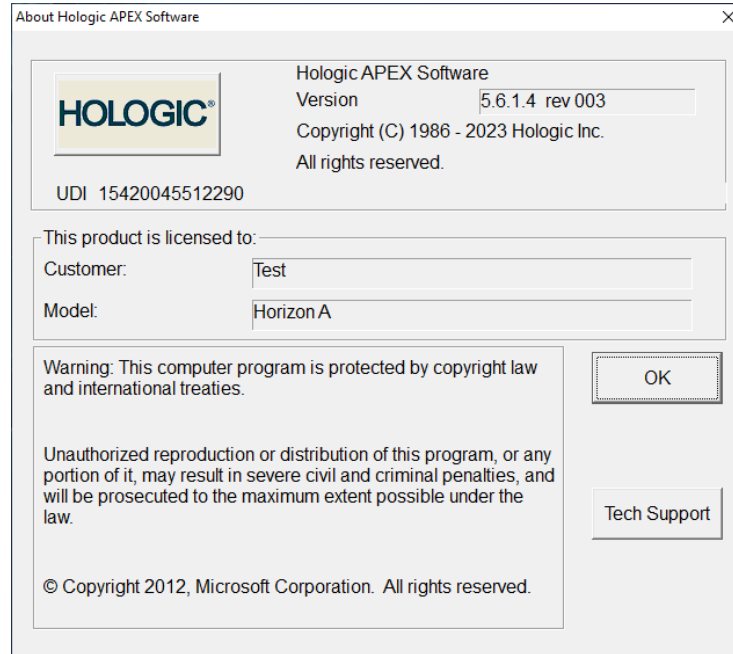 About Hologic APEX Software
HOLOGIC®
Hologic APEX Software
Version 5.6.1.4 rev 003
Copyright (C) 1986 - 2023 Hologic Inc.
All rights reserved.
UDI 15420045512290
This product is licensed to:
Customer: Test
Model: Horizon A
Warning: This computer program is protected by copyright law
and international treaties.
Unauthorized reproduction or distribution of this program, or any
portion of it, may result in severe civil and criminal penalties, and
will be prosecuted to the maximum extent possible under the
law.
© Copyright 2012, Microsoft Corporation. All rights reserved.
OK
Tech Support